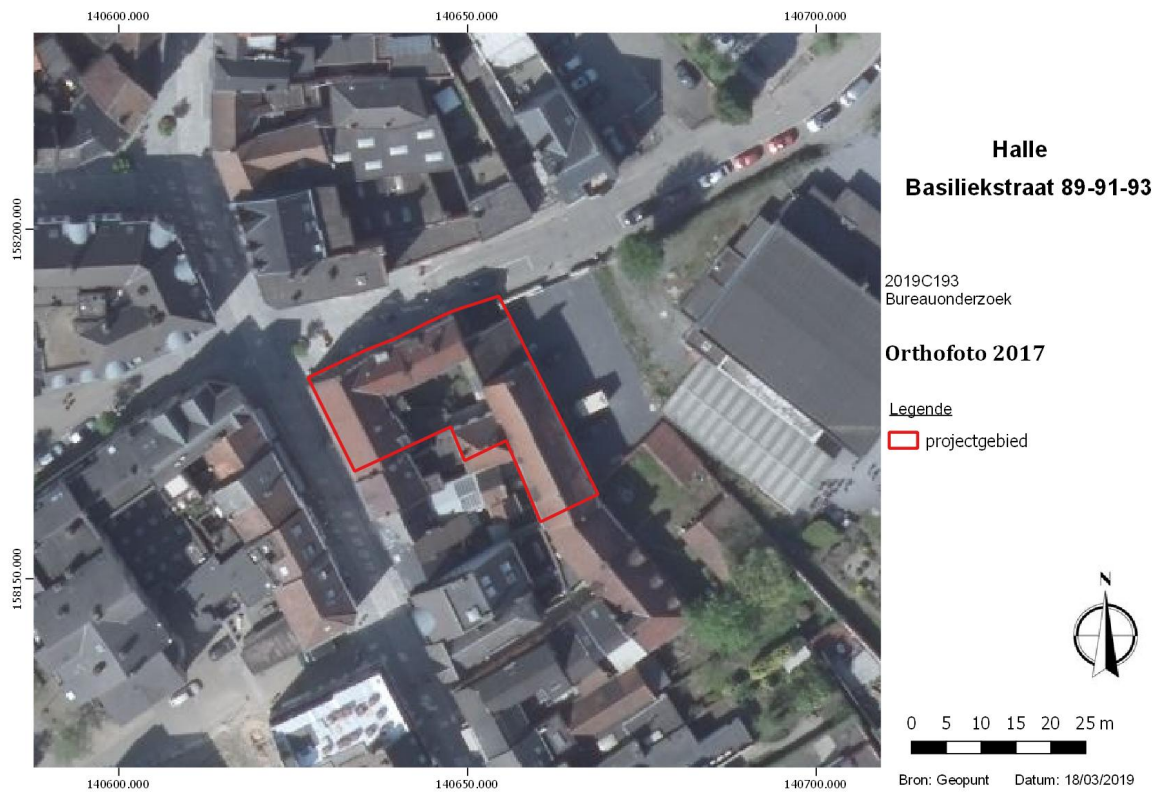 140600.000 140650.000 140700.000
158200.000
158150.000
140600.000 140650.000 140700.000
Halle
Basiliekstraat 89-91-93
2019C193
Bureauonderzoek
Orthofoto 2017
Legende
projectgebied
N
0 5 10 15 20 25 m
Bron: Geopunt Datum: 18/03/2019